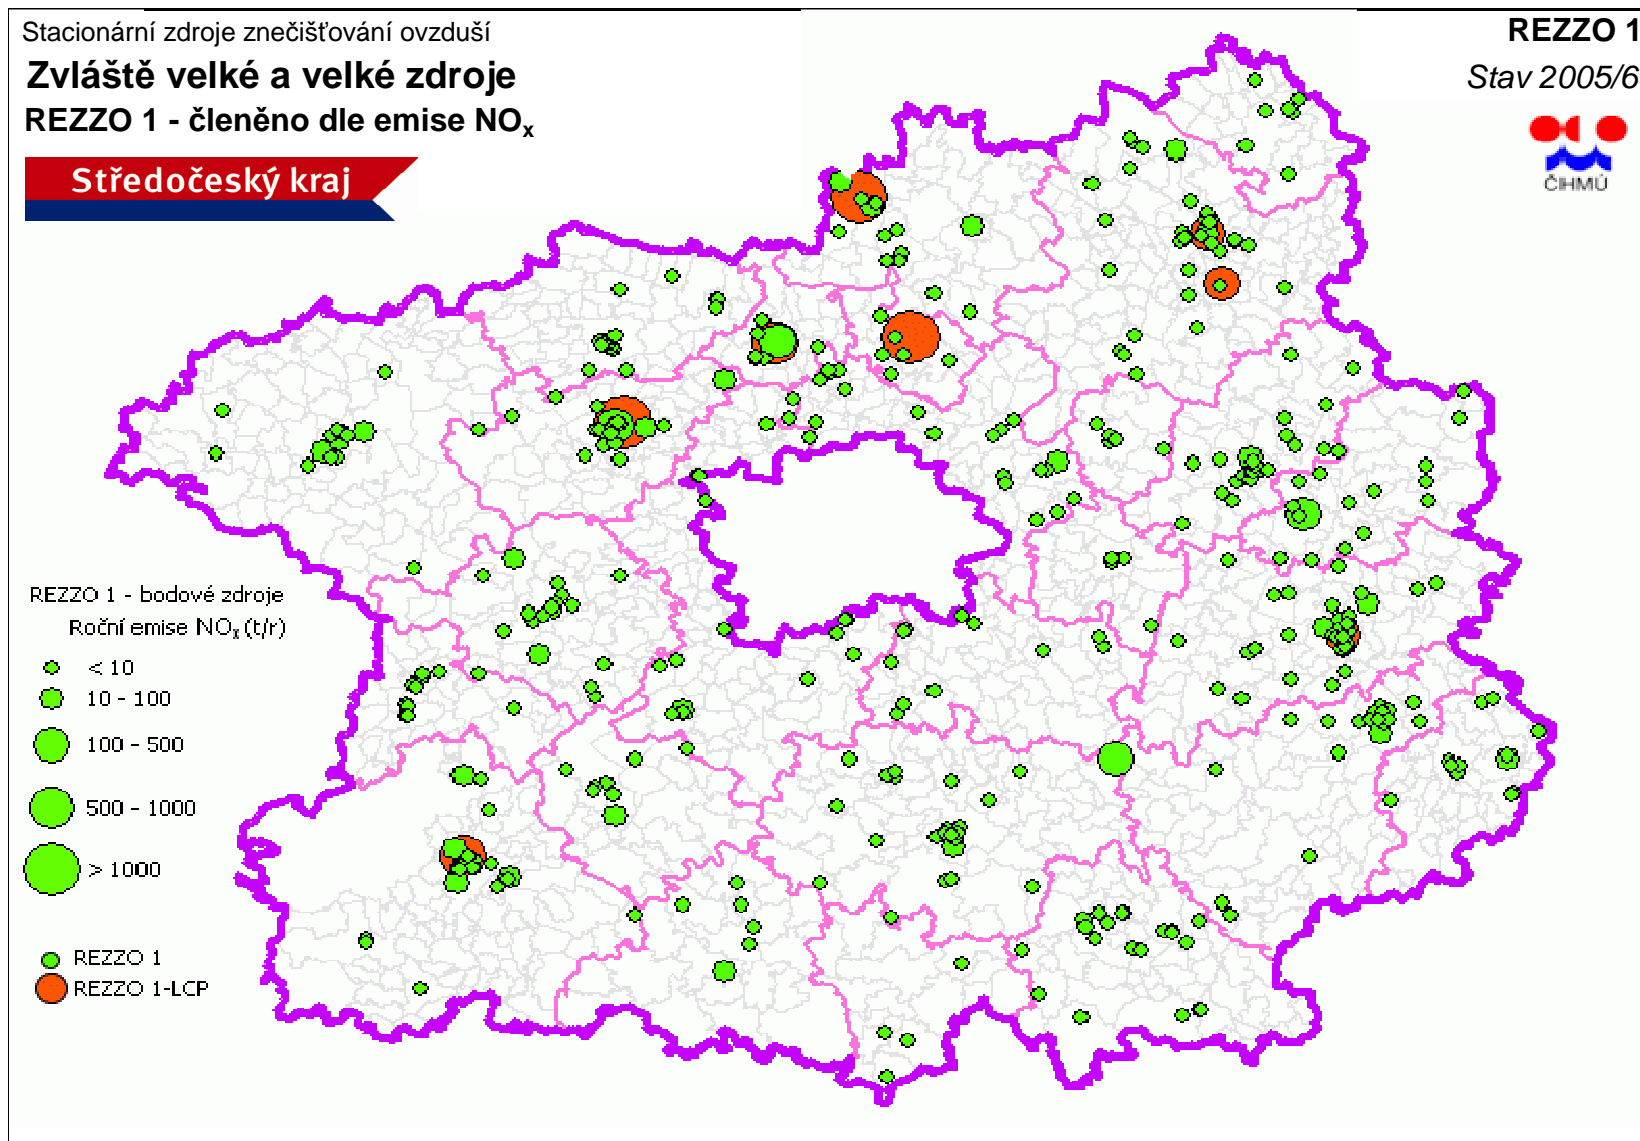 Stacionární zdroje znečišťování ovzduší
Zvláště velké a velké zdroje
REZZO 1 - členěno dle emise NOx
Středočeský kraj
REZZO 1
Stav 2005/6
ČHMÚ
REZZO 1 - bodové zdroje
Roční emise NOx (t/r)
< 10
10 - 100
100 - 500
500 - 1000
> 1000
REZZO 1
REZZO 1-LCP